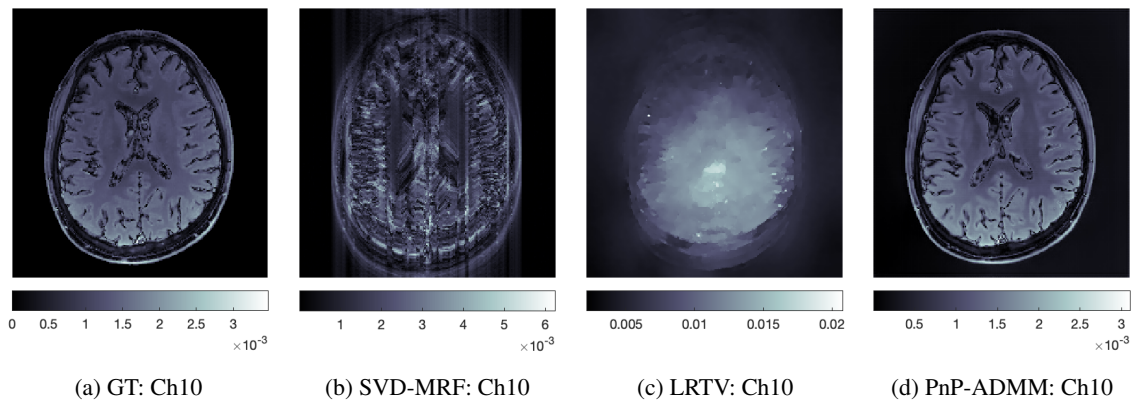 0 0.5 1 1.5 2 2.5 3
×10⁻³
1 2 3 4 5 6
×10⁻³
0.005 0.01 0.015 0.02
0.5 1 1.5 2 2.5 3
×10⁻³
(a) GT: Ch10
(b) SVD-MRF: Ch10
(c) LRTV: Ch10
(d) PnP-ADMM: Ch10